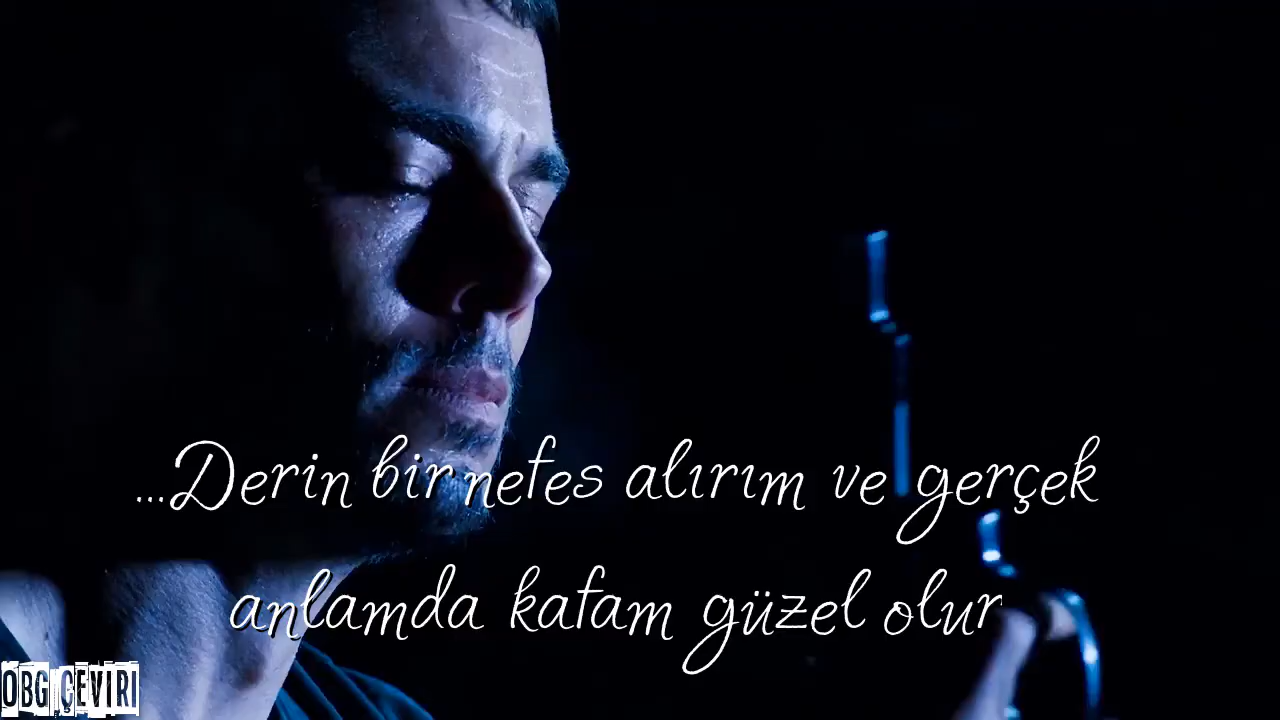 ...Derin bir nefes alırım ve gerçek
anlamda kafam güzel olur
OBG ÇEVIRI